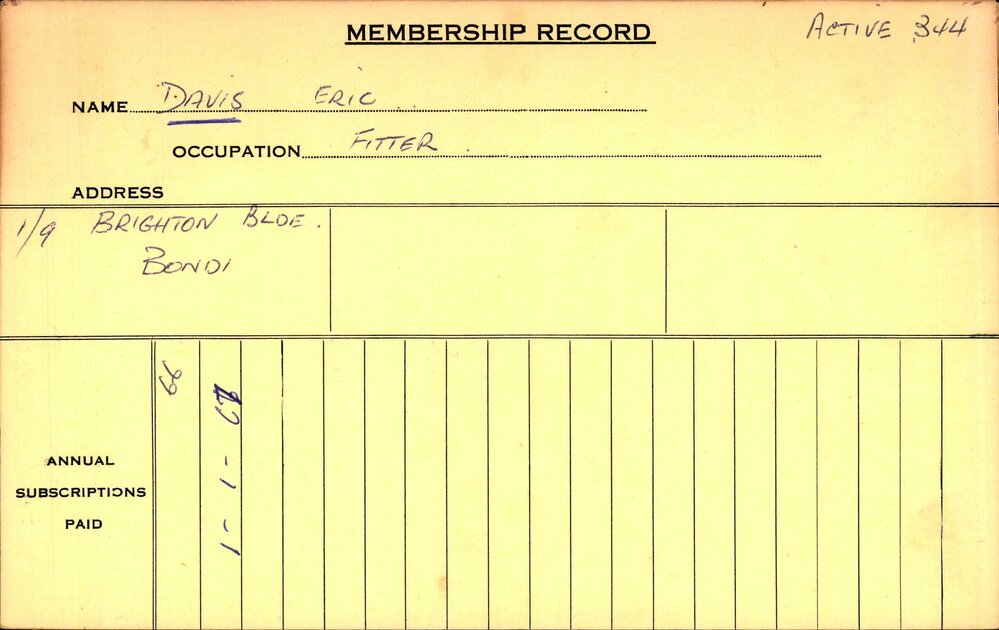 MEMBERSHIP RECORD
ACTIVE 344
NAME DAVIS ERIC
OCCUPATION FITTER
ADDRESS
1/9 BRIGHTON BLDE.
BONDI
ANNUAL
SUBSCRIPTIONS
PAID
66
1-1-